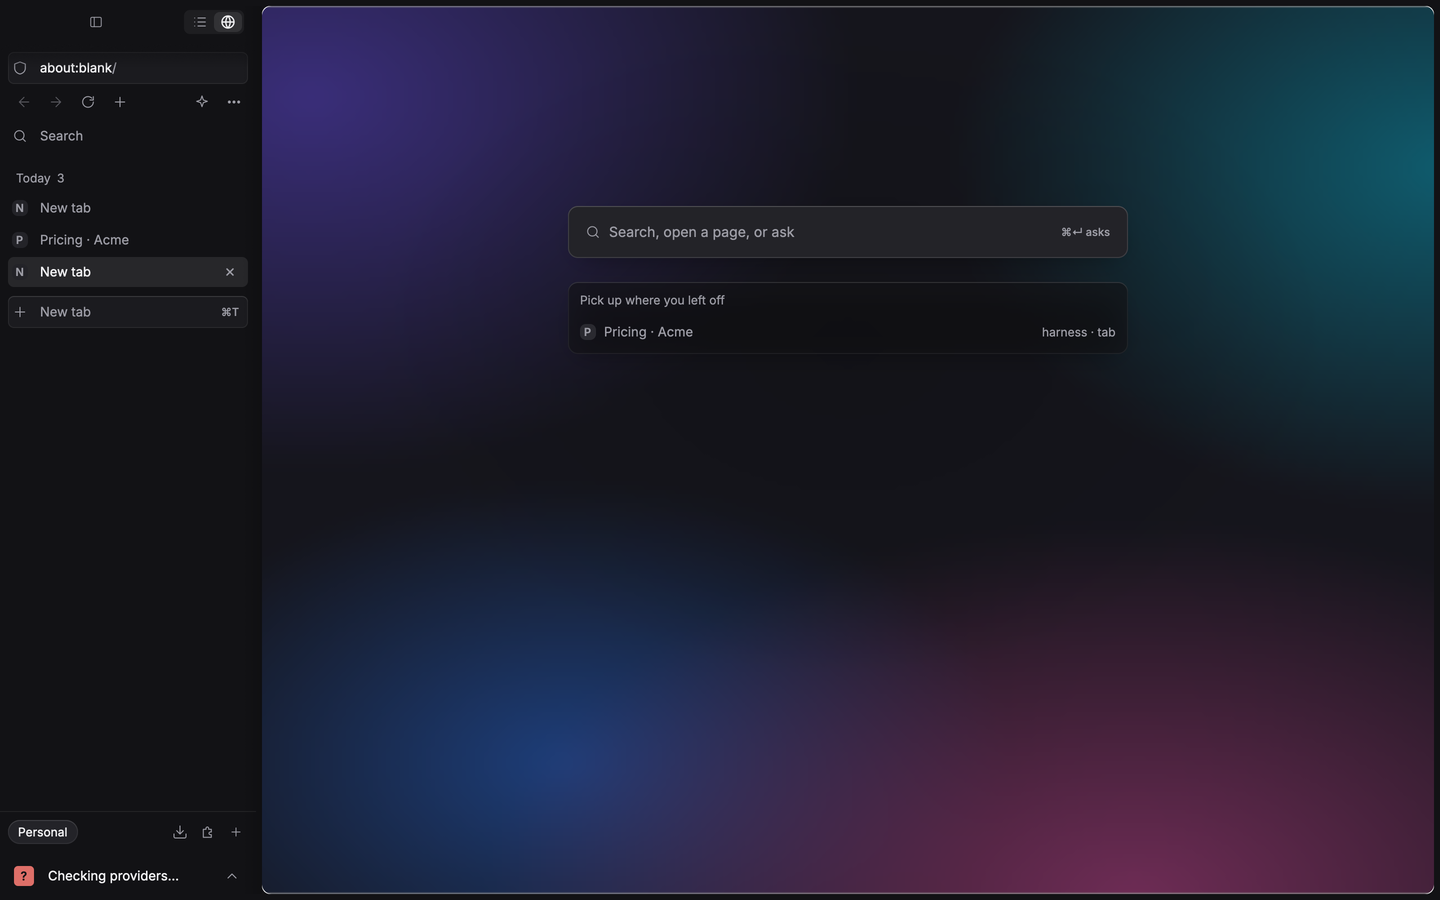 about:blank/
Search
Today 3
N New tab
P Pricing · Acme
N New tab
New tab ⌘T
Search, open a page, or ask ⌘↵ asks
Pick up where you left off
P Pricing · Acme harness · tab
Personal
? Checking providers...